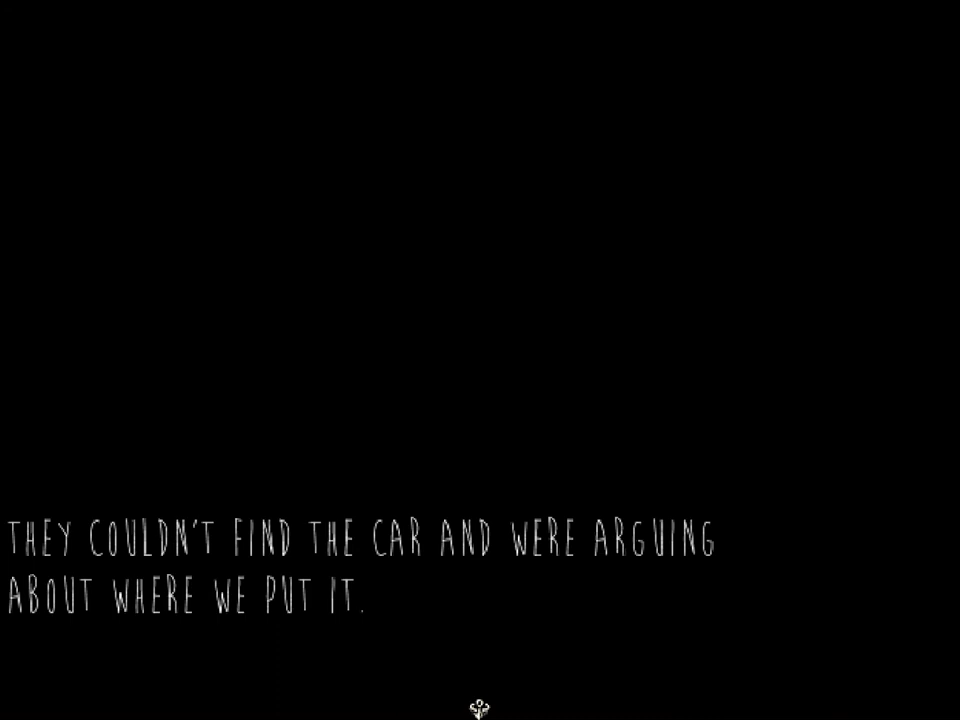 THEY COULDN'T FIND THE CAR AND WERE ARGUING
ABOUT WHERE WE PUT IT.